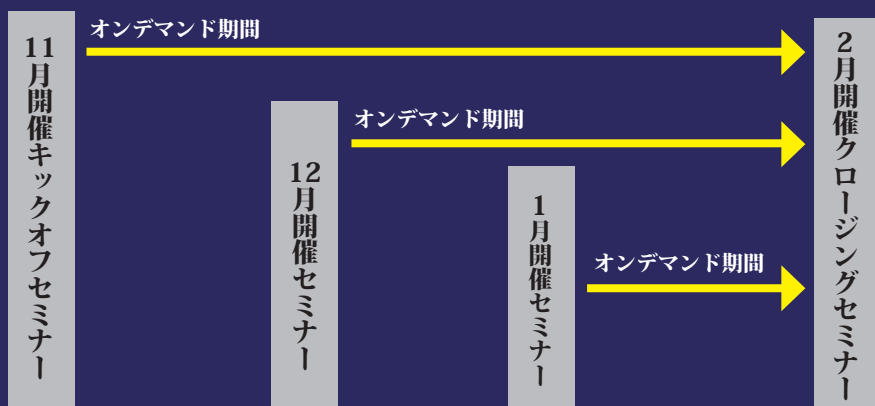 11月開催キックオフセミナー
オンデマンド期間
12月開催セミナー
オンデマンド期間
1月開催セミナー
オンデマンド期間
2月開催クロージングセミナー